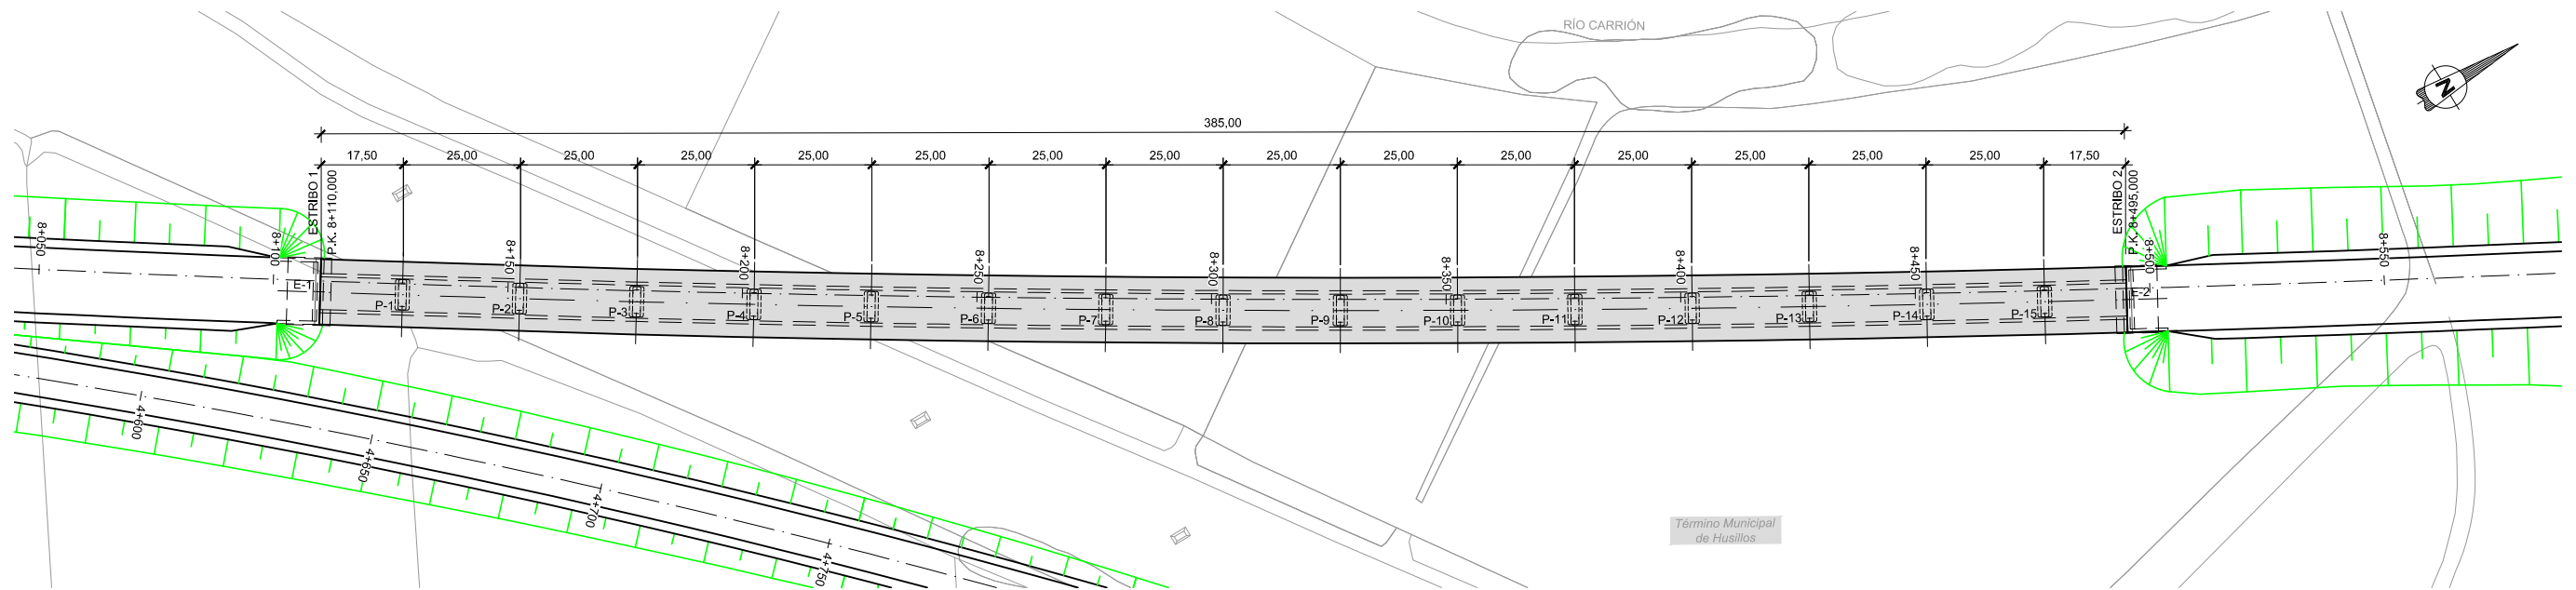 RÍO CARRIÓN
N
385,00
17,50
25,00
25,00
25,00
25,00
25,00
25,00
25,00
25,00
25,00
25,00
25,00
25,00
25,00
25,00
17,50
ESTRIBO 1
P.K. 8+110,000
ESTRIBO 2
P.K. 8+495,000
8+050
8+100
8+150
8+200
8+250
8+300
8+350
8+400
8+450
8+500
8+550
E-1
P-1
P-2
P-3
P-4
P-5
P-6
P-7
P-8
P-9
P-10
P-11
P-12
P-13
P-14
P-15
E-2
4+600
4+650
4+700
4+750
Término Municipal
de Husillos